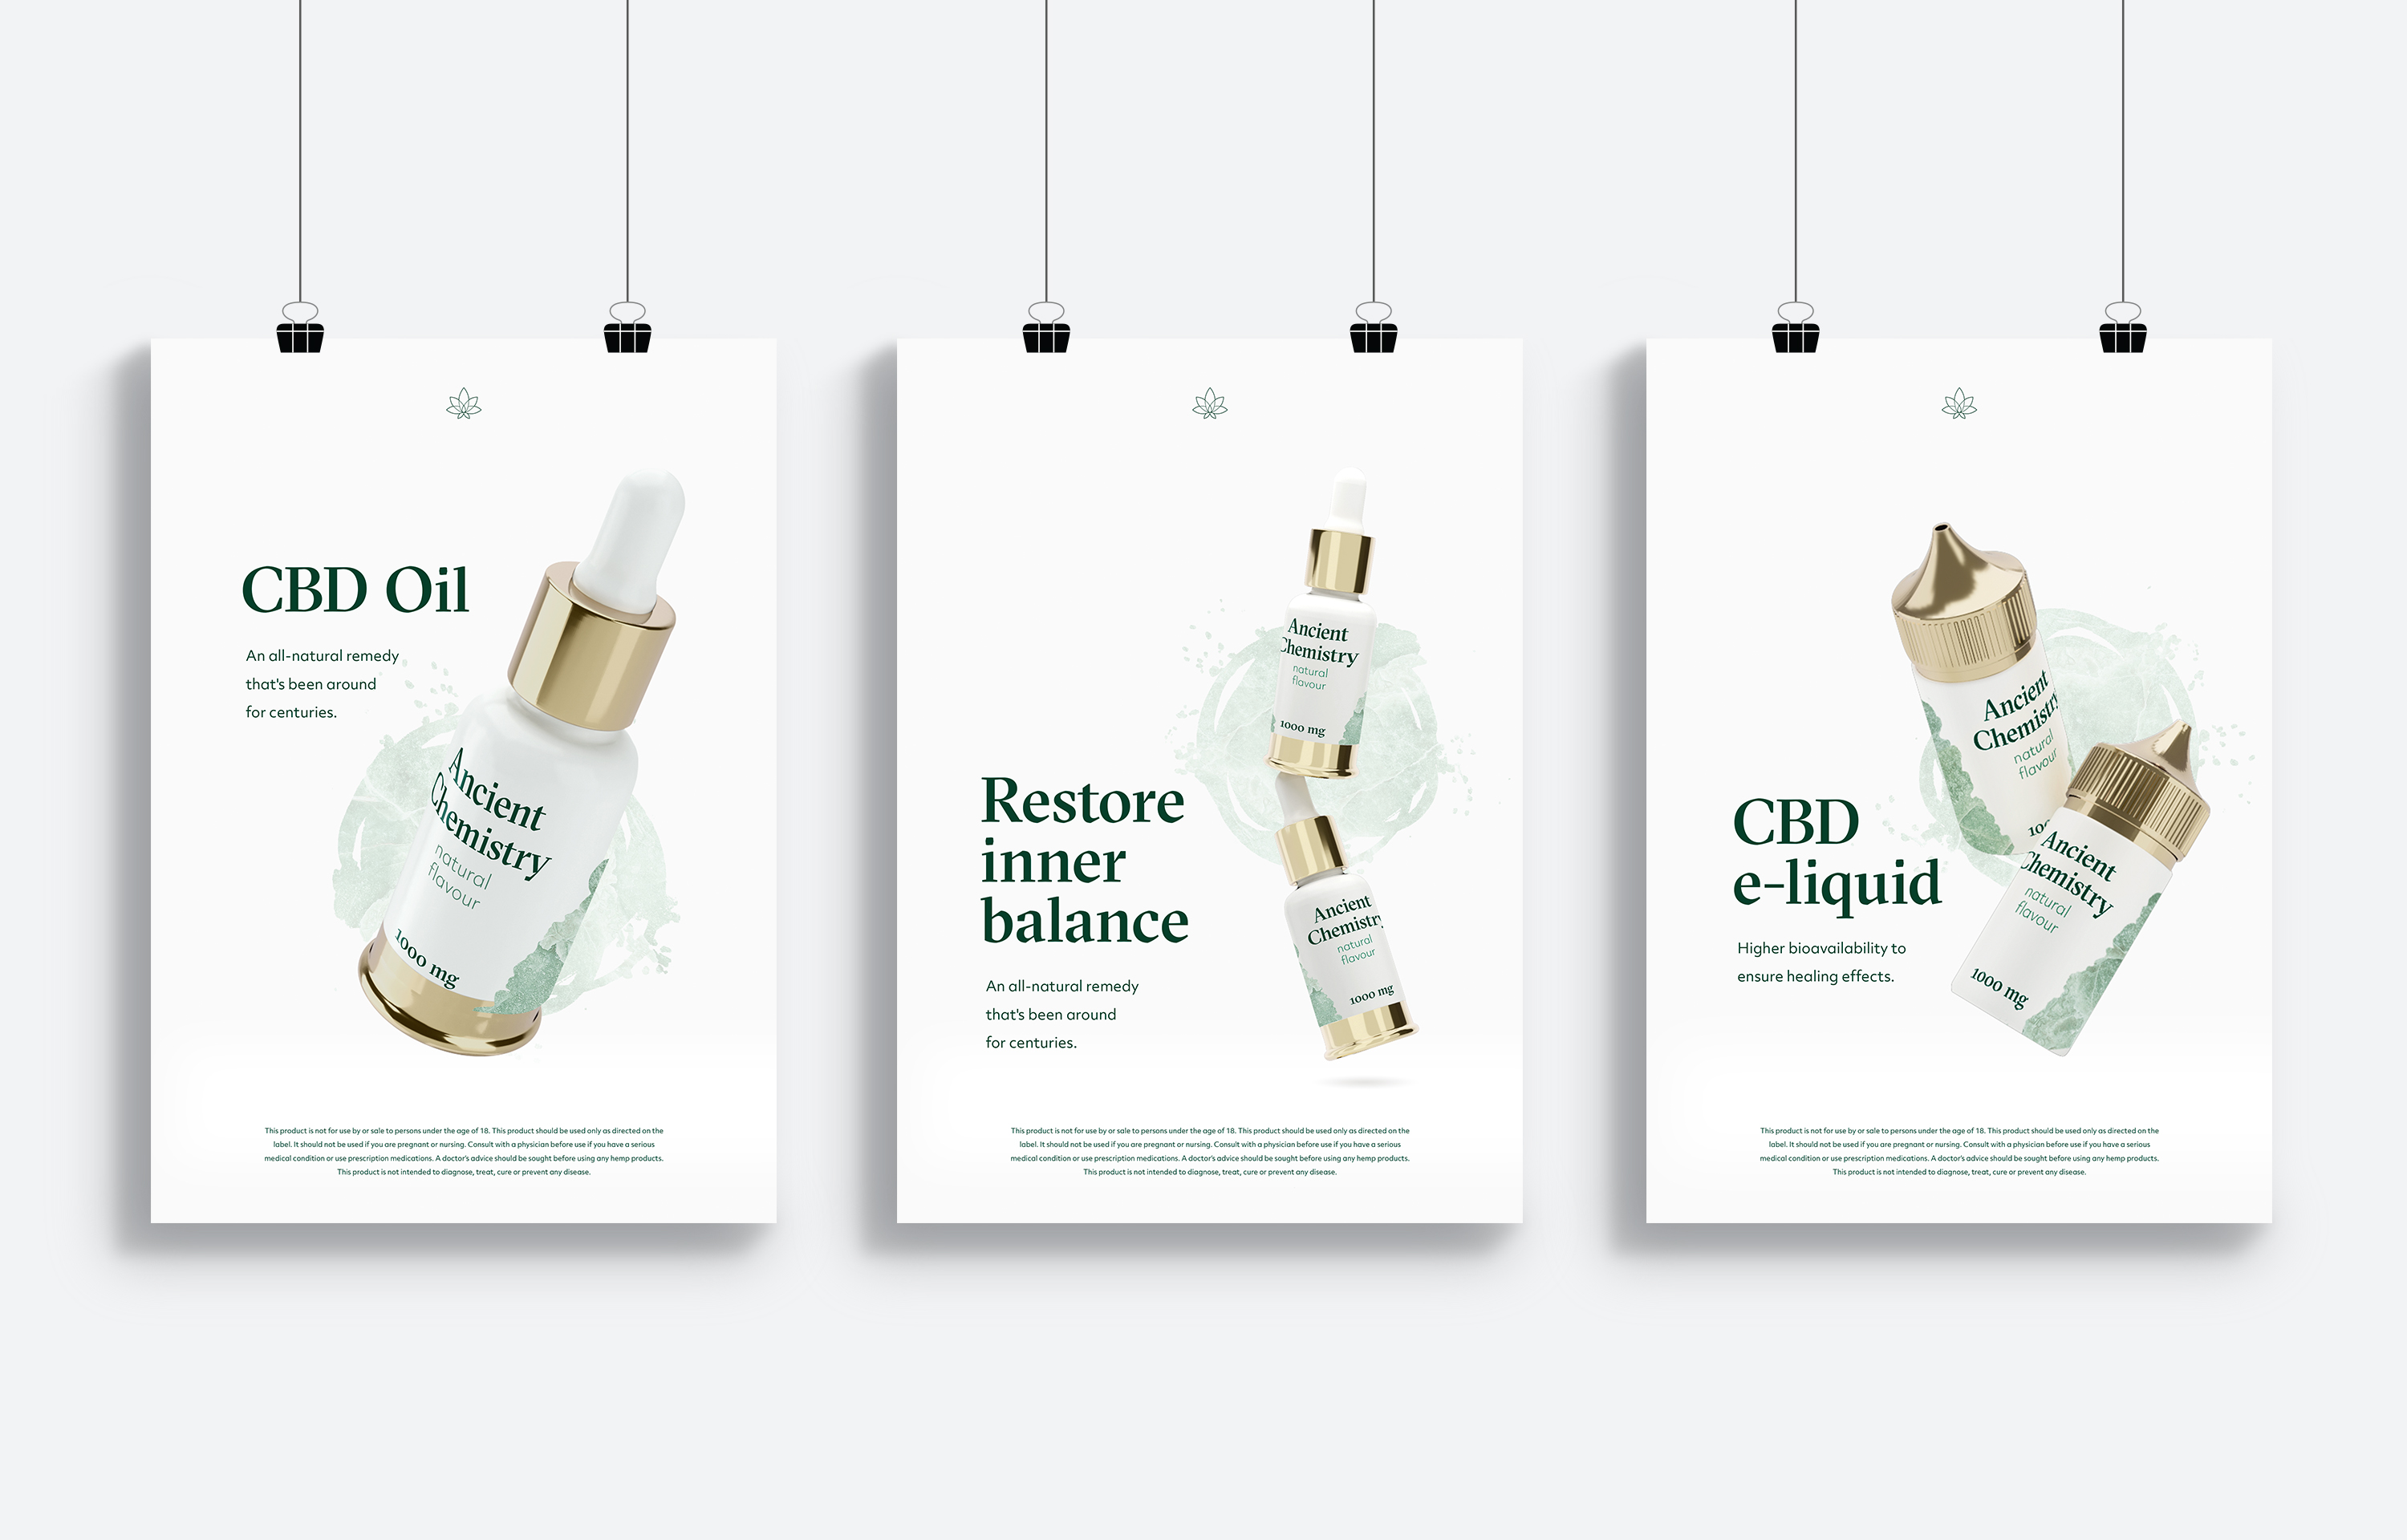 CBD Oil
An all-natural remedy
that's been around
for centuries.
Ancient
Chemistry
natural
flavour
1000 mg
This product is not for use by or sale to persons under the age of 18. This product should be used only as directed on the
label. It should not be used if you are pregnant or nursing. Consult with a physician before use if you have a serious
medical condition or use prescription medications. A doctor's advice should be sought before using any hemp products.
This product is not intended to diagnose, treat, cure or prevent any disease.
Ancient
Chemistry
natural
flavour
1000 mg
Restore
inner
balance
An all-natural remedy
that's been around
for centuries.
Ancient
Chemistry
natural
flavour
1000 mg
This product is not for use by or sale to persons under the age of 18. This product should be used only as directed on the
label. It should not be used if you are pregnant or nursing. Consult with a physician before use if you have a serious
medical condition or use prescription medications. A doctor's advice should be sought before using any hemp products.
This product is not intended to diagnose, treat, cure or prevent any disease.
Ancient
Chemistry
natural
flavour
100
CBD
e-liquid
Higher bioavailability to
ensure healing effects.
Ancient
Chemistry
natural
flavour
1000 mg
This product is not for use by or sale to persons under the age of 18. This product should be used only as directed on the
label. It should not be used if you are pregnant or nursing. Consult with a physician before use if you have a serious
medical condition or use prescription medications. A doctor's advice should be sought before using any hemp products.
This product is not intended to diagnose, treat, cure or prevent any disease.